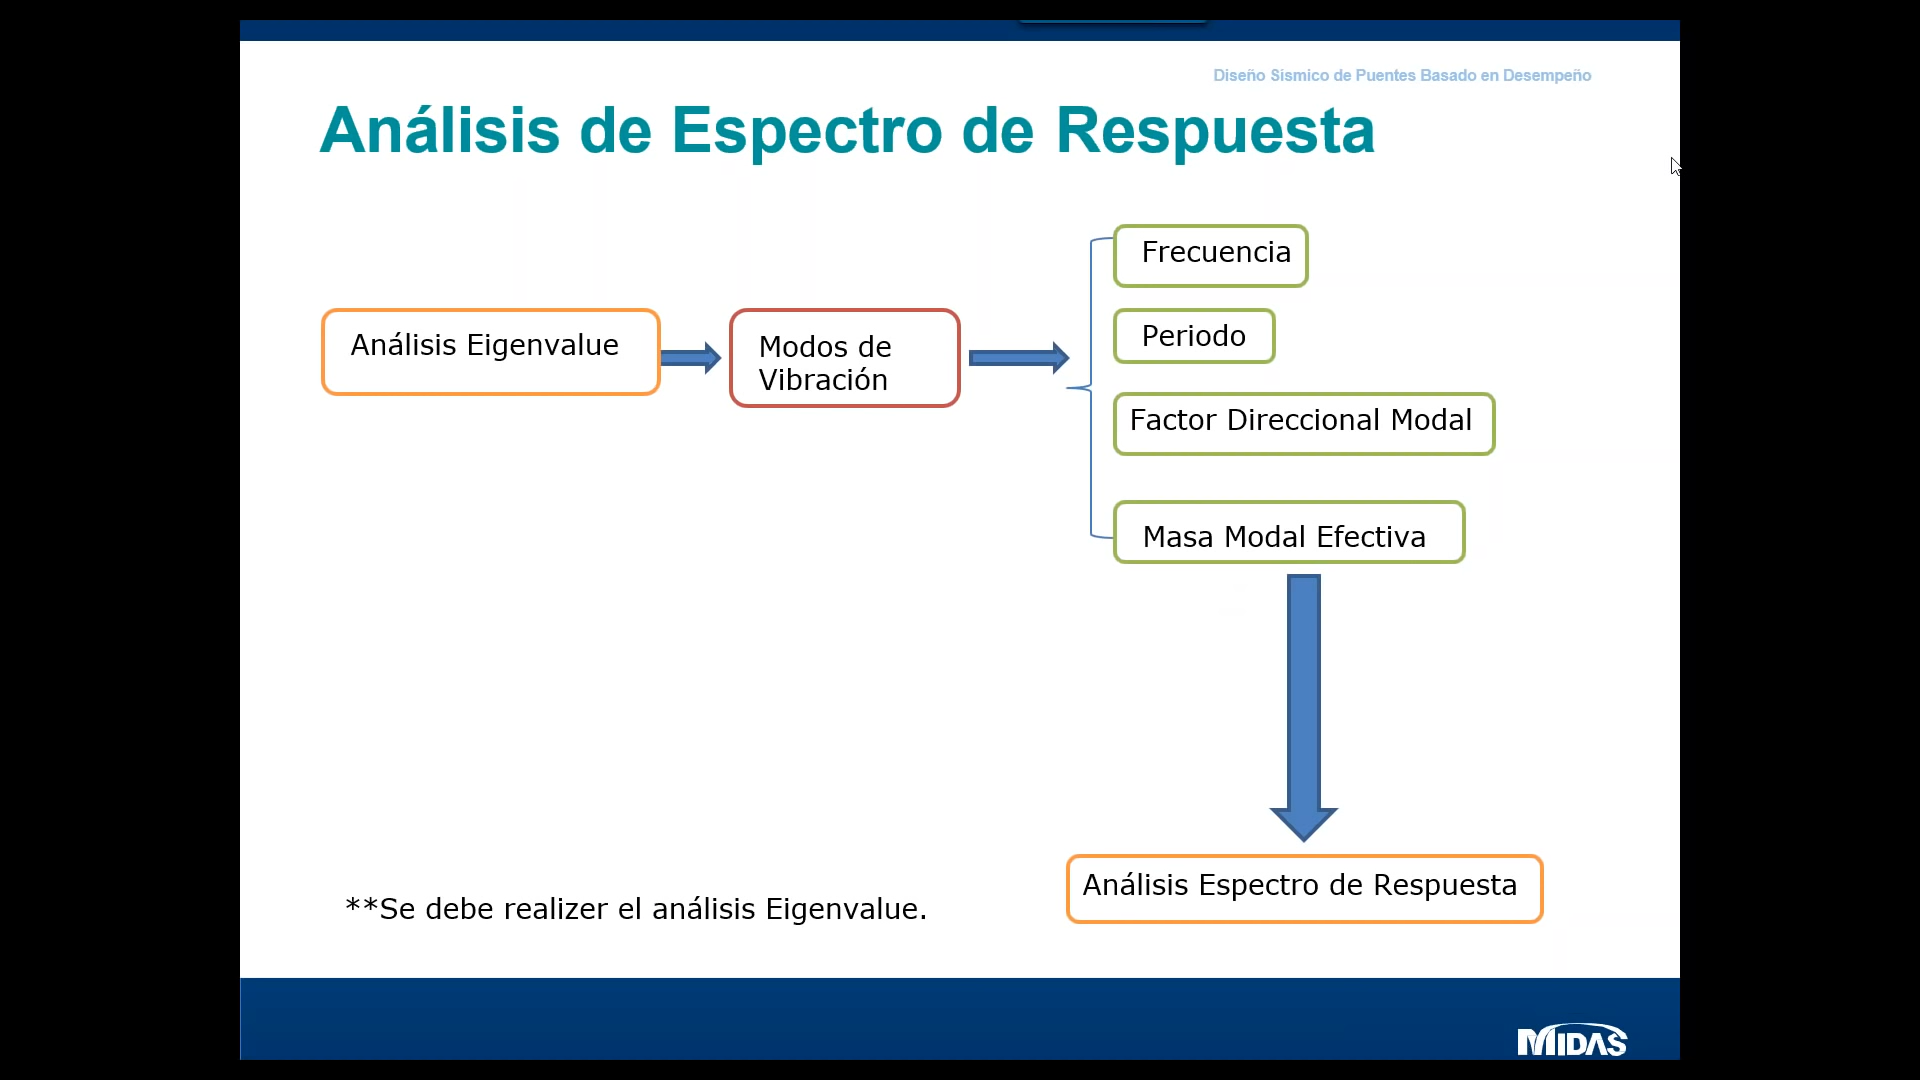 Diseño Sísmico de Puentes Basado en Desempeño
Análisis de Espectro de Respuesta
Frecuencia
Análisis Eigenvalue
Modos de
Vibración
Periodo
Factor Direccional Modal
Masa Modal Efectiva
Análisis Espectro de Respuesta
**Se debe realizer el análisis Eigenvalue.
MIDAS